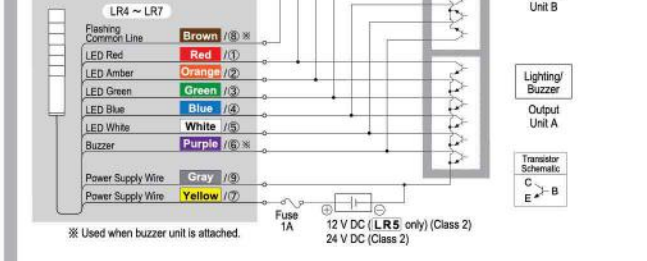 LR4 ~ LR7
Unit B
Flashing
Common Line
Brown /⑧ ※
LED Red
Red /①
LED Amber
Orange /②
LED Green
Green /③
LED Blue
Blue /④
LED White
White /⑤
Buzzer
Purple /⑥ ※
Power Supply Wire
Gray /⑨
Power Supply Wire
Yellow /⑦
Fuse
1A
⊕
⊖
12 V DC ( LR5 only) (Class 2)
24 V DC (Class 2)
※ Used when buzzer unit is attached.
Lighting/
Buzzer
Output
Unit A
Transistor
Schematic
C
B
E